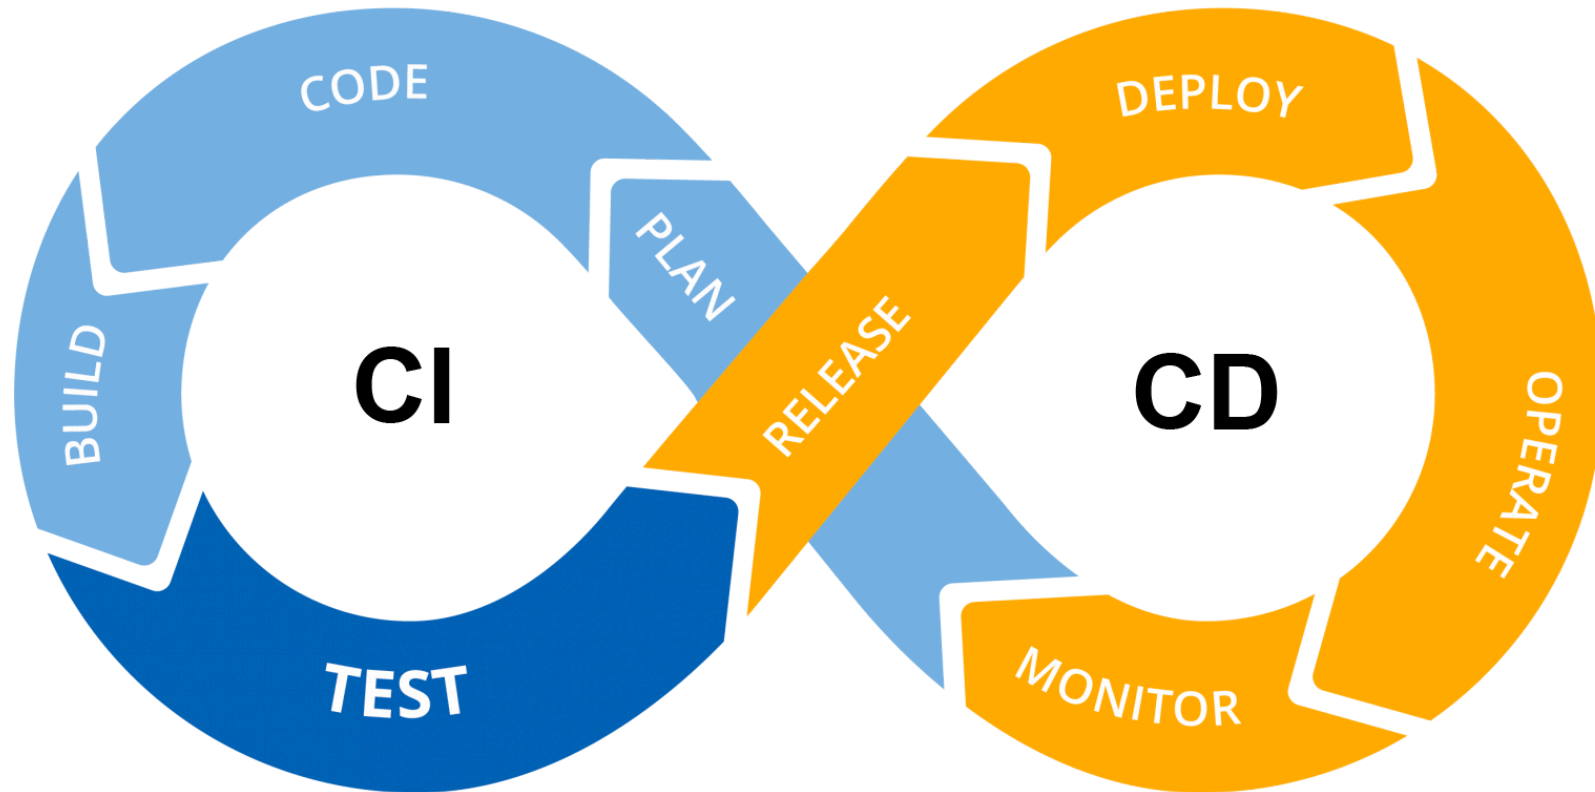 CODE
DEPLOY
PLAN
RELEASE
BUILD
CI
CD
OPERATE
TEST
MONITOR